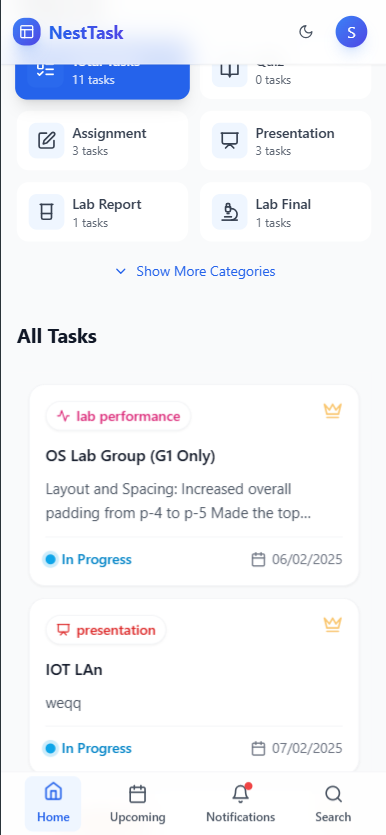 NestTask
S
Total Tasks
11 tasks
Quiz
0 tasks
Assignment
3 tasks
Presentation
3 tasks
Lab Report
1 tasks
Lab Final
1 tasks
Show More Categories
All Tasks
lab performance
OS Lab Group (G1 Only)
Layout and Spacing: Increased overall
padding from p-4 to p-5 Made the top...
In Progress
06/02/2025
presentation
IOT LAn
weqq
In Progress
07/02/2025
Home
Upcoming
Notifications
Search